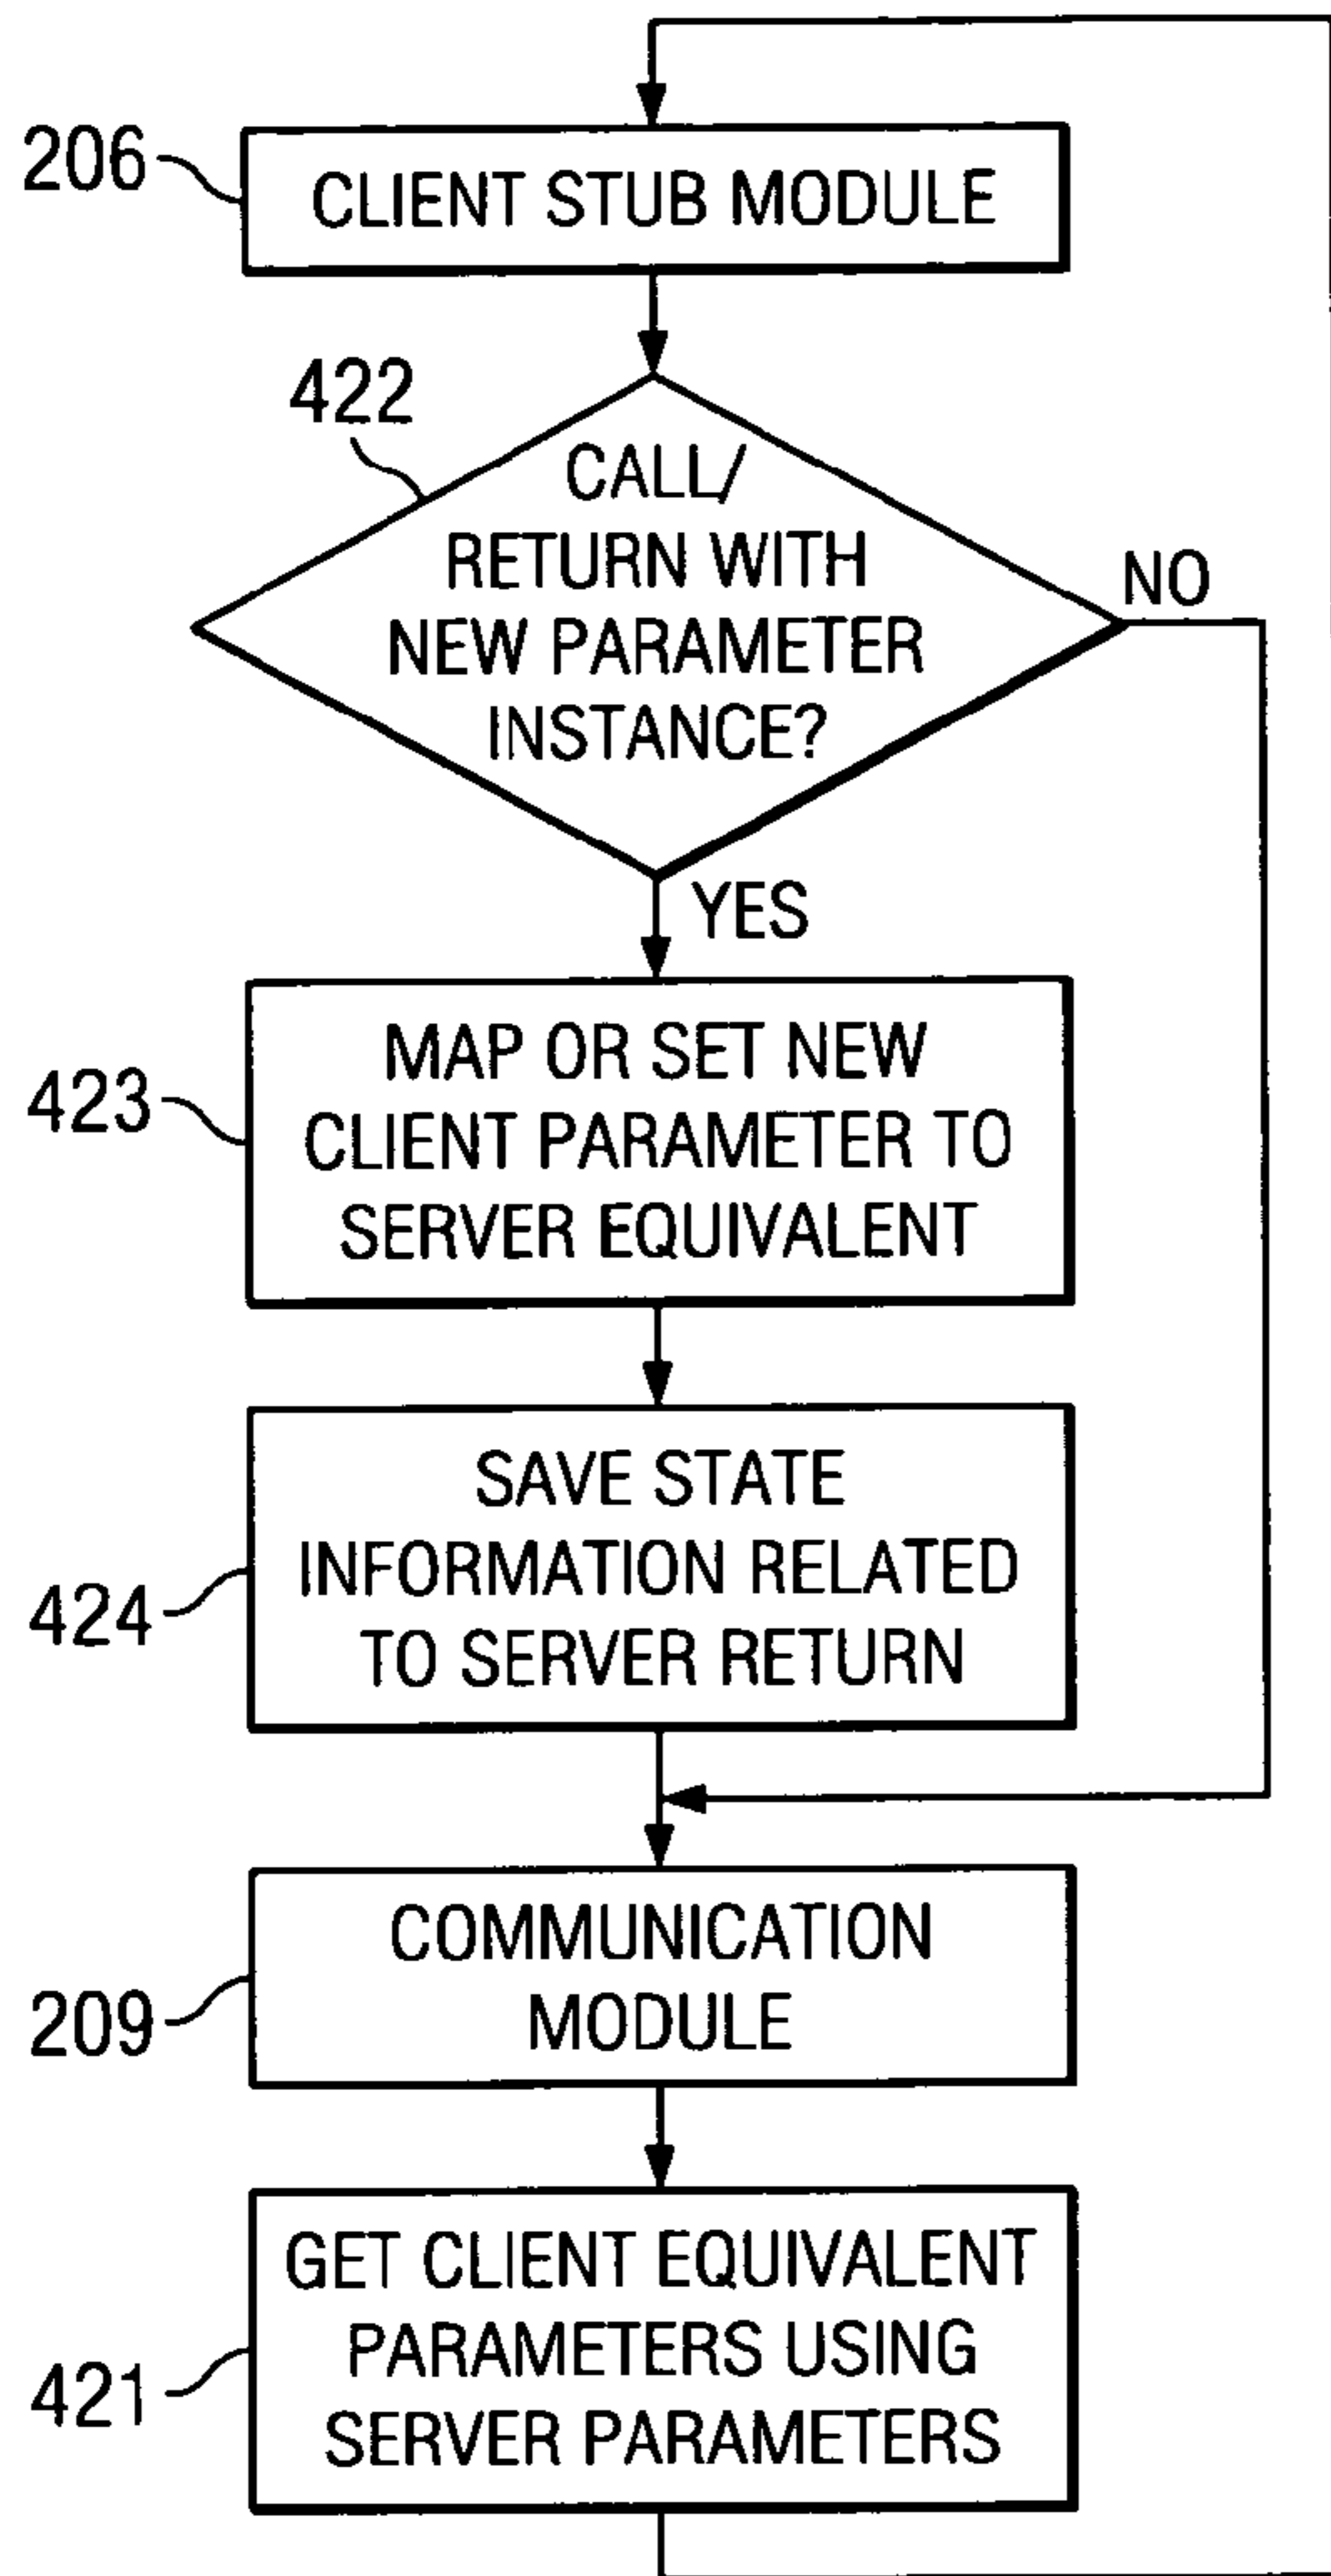 206
CLIENT STUB MODULE
422
CALL/
RETURN WITH
NEW PARAMETER
INSTANCE?
NO
YES
423
MAP OR SET NEW
CLIENT PARAMETER TO
SERVER EQUIVALENT
424
SAVE STATE
INFORMATION RELATED
TO SERVER RETURN
209
COMMUNICATION
MODULE
421
GET CLIENT EQUIVALENT
PARAMETERS USING
SERVER PARAMETERS